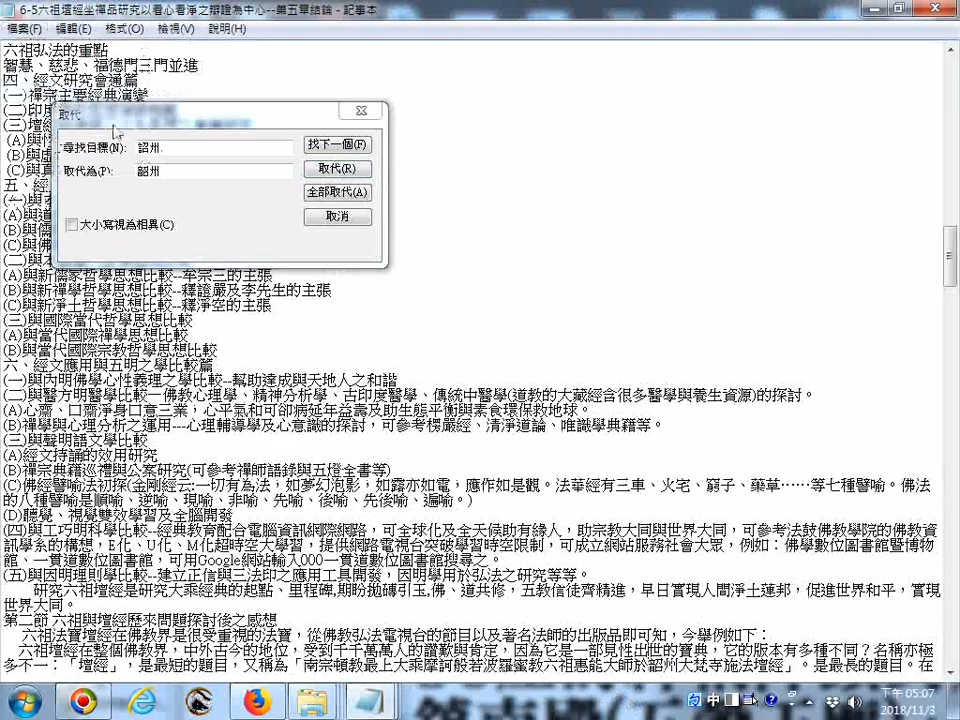 6-5六祖壇經坐禪品研究以看心看淨之辯證為中心--第五章結論 - 記事本
檔案(F) 編輯(E) 格式(O) 檢視(V) 說明(H)
六祖弘法的重點
智慧、慈悲、福德門三門並進
四、經文研究會通篇
(一)禪宗主要經典演變
(二)印度
(三)壇經
(A)與
(B)與虛
(C)與真
五、經
(A)與道
(B)與儒
(C)與佛
取代
尋找目標(N): 詔州.
取代為(P): 韶州
大小寫視為相異(C)
找下一個(F)
取代(R)
全部取代(A)
取消
(A)與新儒家哲學思想比較--牟宗三的主張
(B)與新禪學哲學思想比較--釋證嚴及李先生的主張
(C)與新淨土哲學思想比較--釋淨空的主張
(三)與國際當代哲學思想比較
(A)與當代國際禪學思想比較
(B)與當代國際宗教哲學思想比較
六、經文應用與五明之學比較篇
(一)與內明佛學心性義理之學比較--幫助達成與天地人之和諧
(二)與醫方明醫學比較—佛教心理學、精神分析學、古印度醫學、傳統中醫學(道教的大藏經含很多醫學與養生資源)的探討。
(A)心齋、口齋淨身口意三業，心平氣和可卻病延年益壽及助生態平衡與素食環保救地球。
(B)禪學與心理分析之運用---心理輔導學及心意識的探討，可參考楞嚴經、清淨道論、唯識學典籍等。
(三)與聲明語文學比較
(A)經文持誦的效用研究
(B)禪宗典籍巡禮與公案研究(可參考禪師語錄與五燈全書等)
(C)佛經譬喻法初探(金剛經云:一切有為法，如夢幻泡影，如露亦如電，應作如是觀。法華經有三車、火宅、窮子、藥草……等七種譬喻。佛法
的八種譬喻是順喻、逆喻、現喻、非喻、先喻、後喻、先後喻、遍喻。)
(D)聽覺、視覺雙效學習及全腦開發
(四)與工巧明科學比較--經典教育配合電腦資訊網際網路，可全球化及全天候助有緣人，助宗教大同與世界大同，可參考法鼓佛教學院的佛教資
訊學系的構想，E化、U化、M化超時空大學習，提供網路電視台突破學習時空限制，可成立網站服務社會大眾，例如：佛學數位圖書館暨博物
館、一貫道數位圖書館，可用Google網站輸入000一貫道數位圖書館搜尋之。
(五)與因明理則學比較--建立正信與三法印之應用工具開發，因明學用於弘法之研究等等。
研究六祖壇經是研究大乘經典的起點、里程碑,期盼拋磚引玉,佛、道共修，五教信徒齊精進，早日實現人間淨土蓮邦，促進世界和平，實現
世界大同。
第二節 六祖與壇經歷來問題探討後之感想
六祖法寶壇經在佛教界是很受重視的法寶，從佛教弘法電視台的節目以及著名法師的出版品即可知，今舉例如下：
六祖壇經在整個佛教界，中外古今的地位，受到千千萬萬人的讚歎與肯定，因為它是一部見性出世的寶典，它的版本有多種不同？名稱亦極
多不一：「壇經」，是最短的題目，又稱為「南宗頓教最上大乘摩訶般若波羅蜜教六祖惠能大師於韶州大梵寺施法壇經」。是最長的題目。在
中
下午 05:07
2018/11/3